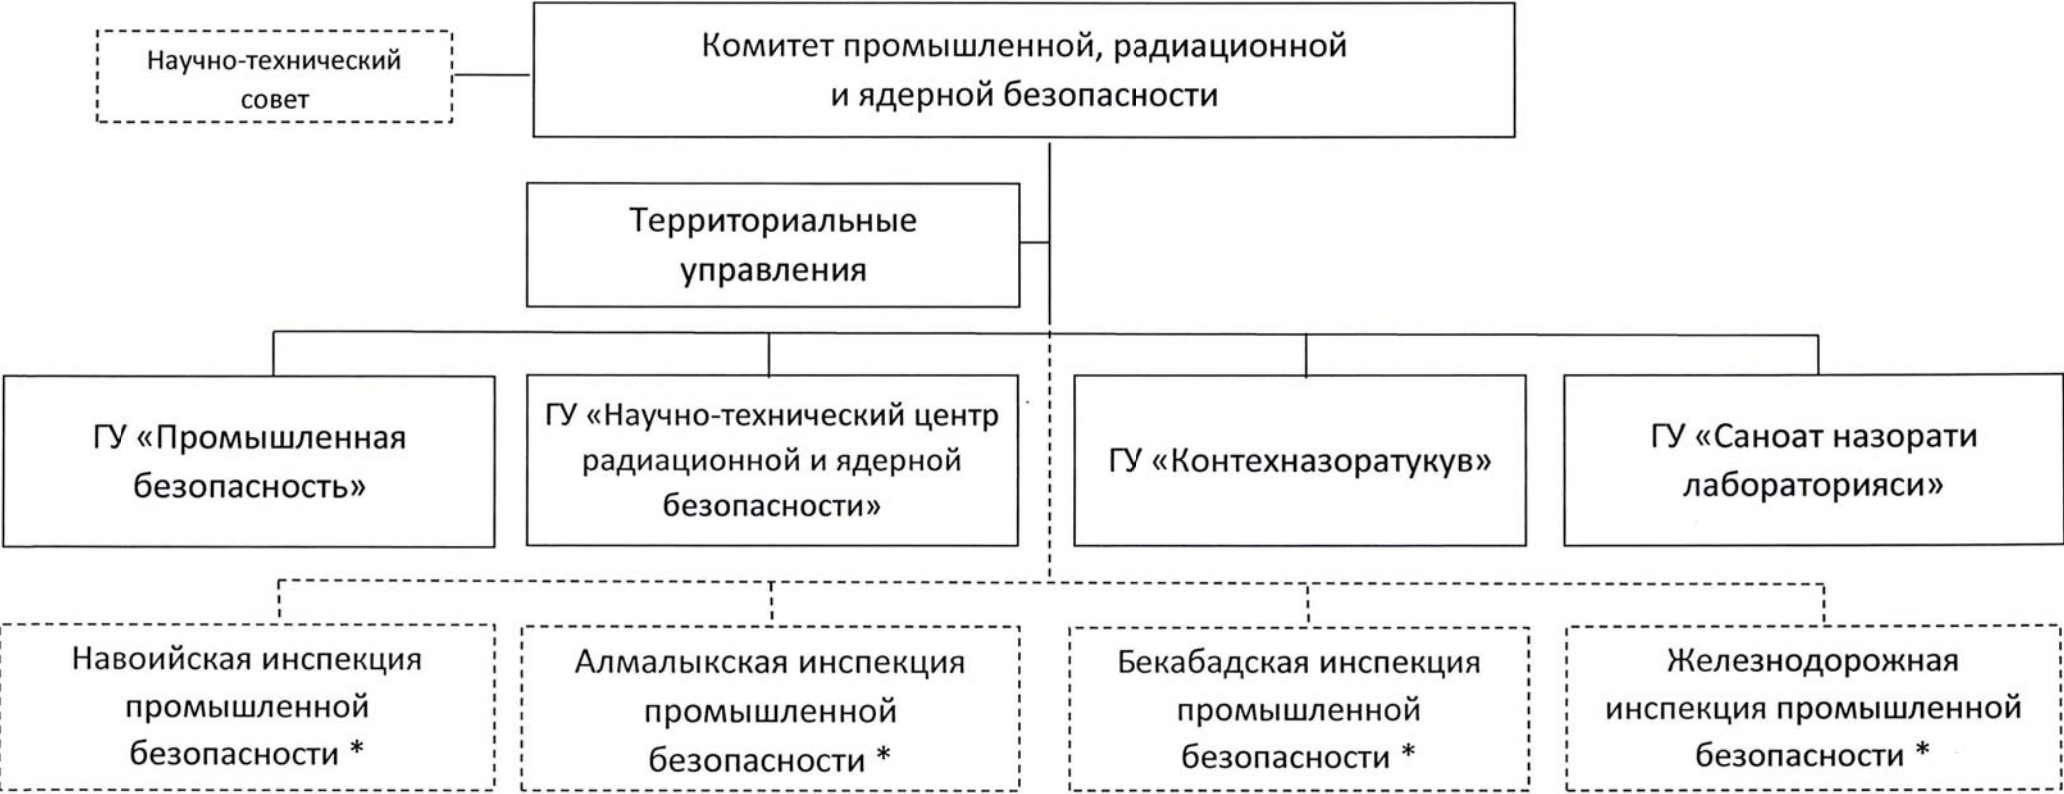 Научно-технический
совет
Комитет промышленной, радиационной
и ядерной безопасности
Территориальные
управления
ГУ «Промышленная
безопасность»
ГУ «Научно-технический центр
радиационной и ядерной
безопасности»
ГУ «Контехназоратукув»
ГУ «Саноат назорати
лабораторияси»
Навоийская инспекция
промышленной
безопасности *
Алмалыкская инспекция
промышленной
безопасности *
Бекабадская инспекция
промышленной
безопасности *
Железнодорожная
инспекция промышленной
безопасности *